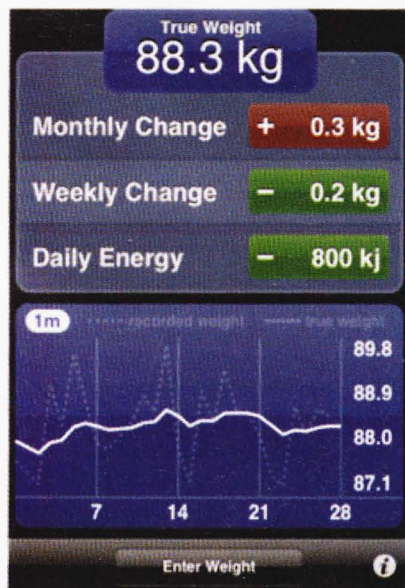 True Weight
88.3 kg
Monthly Change + 0.3 kg
Weekly Change − 0.2 kg
Daily Energy − 800 kj
1m recorded weight true weight
89.8
88.9
88.0
87.1
7 14 21 28
Enter Weight i